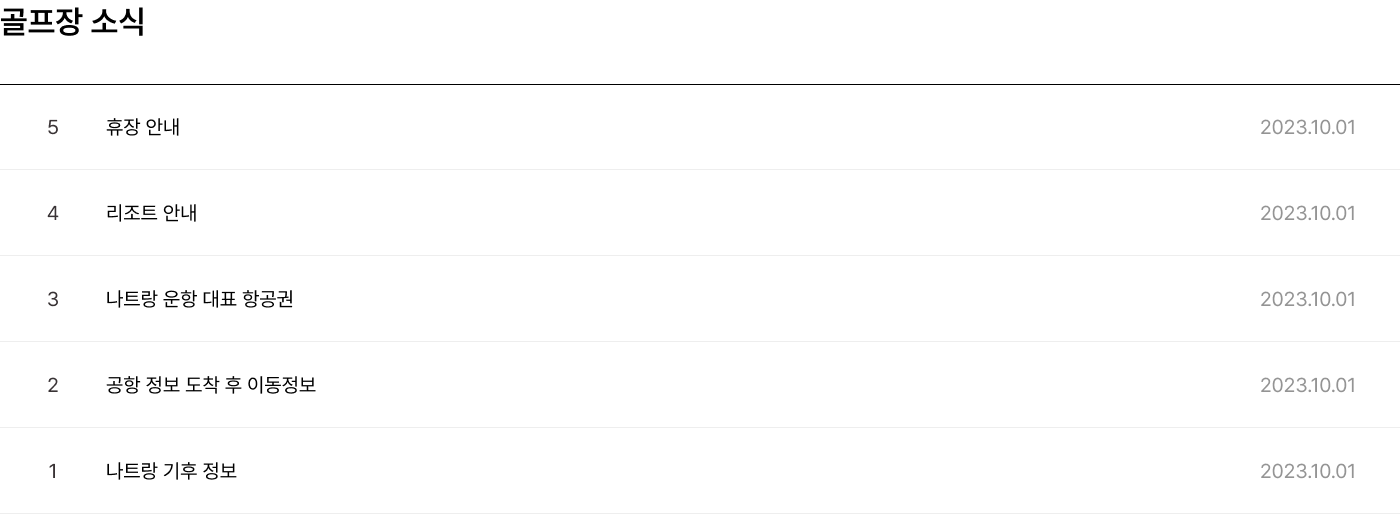 골프장 소식
5 휴장 안내 2023.10.01
4 리조트 안내 2023.10.01
3 나트랑 운항 대표 항공권 2023.10.01
2 공항 정보 도착 후 이동정보 2023.10.01
1 나트랑 기후 정보 2023.10.01